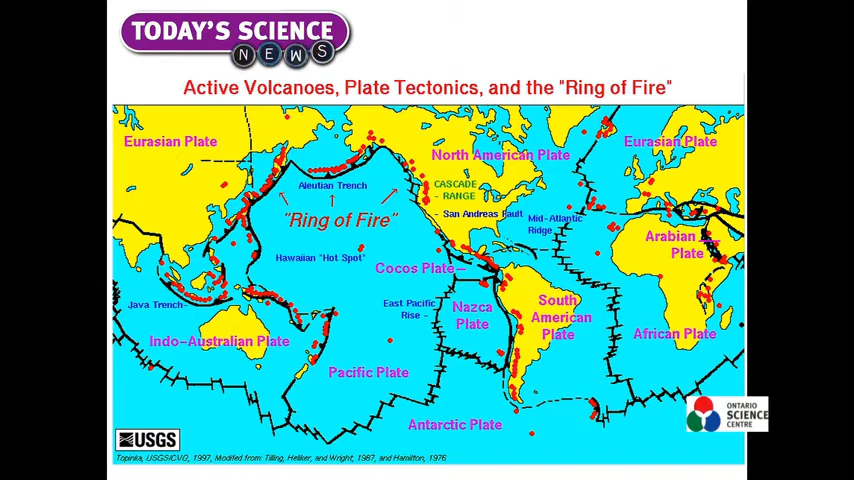 TODAY'S SCIENCE
NEWS
Active Volcanoes, Plate Tectonics, and the "Ring of Fire"
Eurasian Plate
North American Plate
Eurasian Plate
Aleutian Trench
CASCADE
- RANGE
"Ring of Fire"
- San Andreas Fault
Mid-Atlantic
Ridge
Arabian
Plate
Hawaiian "Hot Spot"
Cocos Plate
Java Trench
East Pacific
Rise -
Nazca
Plate
South
American
Plate
Indo-Australian Plate
African Plate
Pacific Plate
Antarctic Plate
ONTARIO
SCIENCE
CENTRE
USGS
Topinka, USGS/CVO, 1997, Modified from: Tilling, Heliker, and Wright, 1987, and Hamilton, 1976